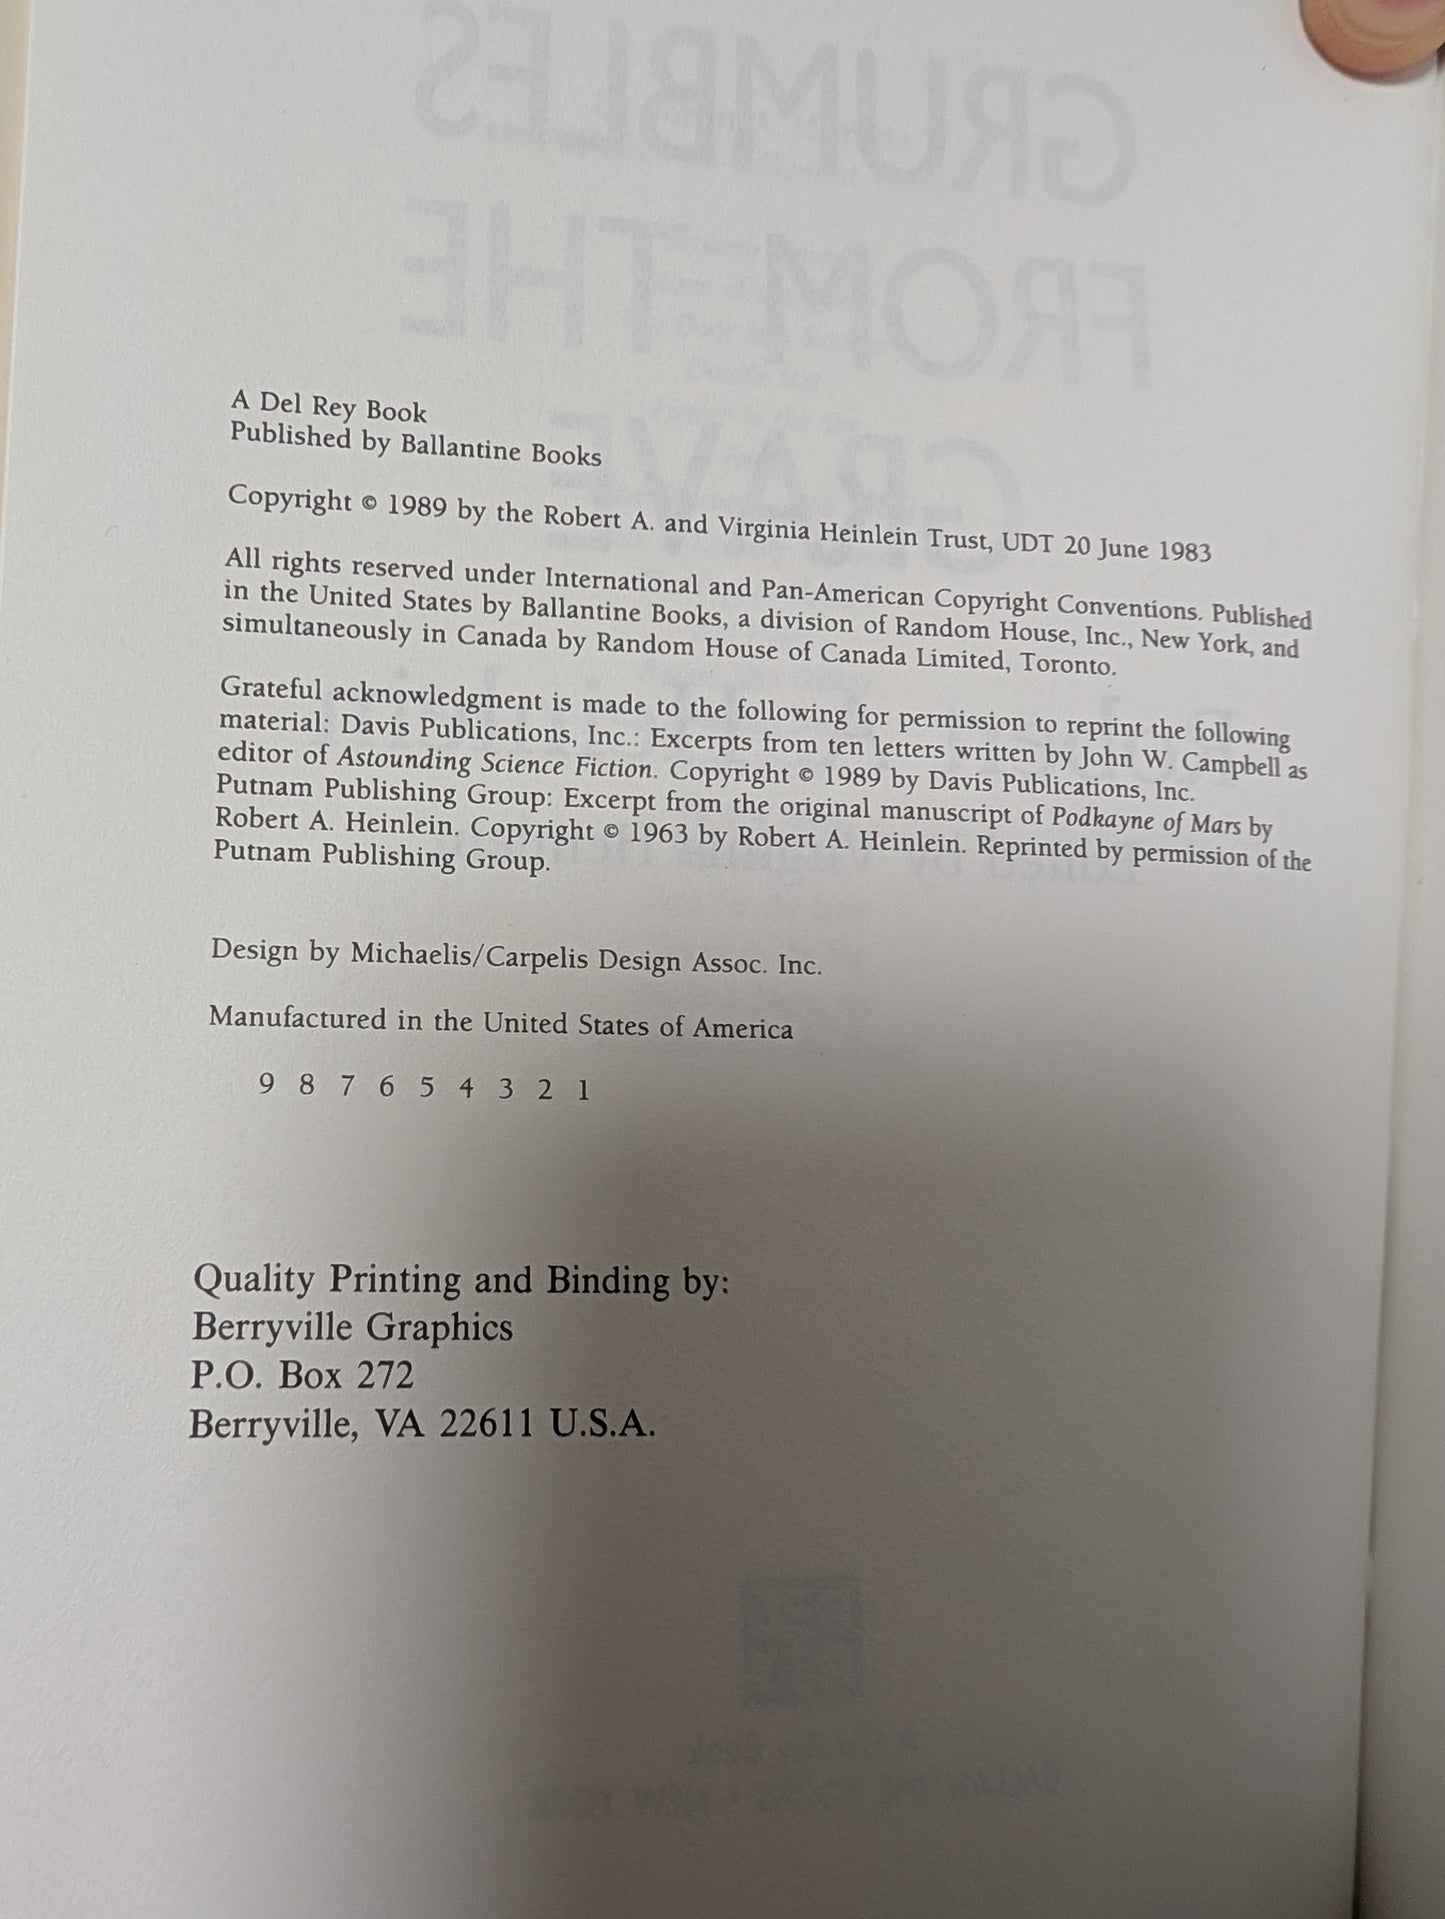 GRUMBLES
FROM THE
GRAVE
A Del Rey Book
Published by Ballantine Books
Copyright © 1989 by the Robert A. and Virginia Heinlein Trust, UDT 20 June 1983
All rights reserved under International and Pan-American Copyright Conventions. Published
in the United States by Ballantine Books, a division of Random House, Inc., New York, and
simultaneously in Canada by Random House of Canada Limited, Toronto.
Grateful acknowledgment is made to the following for permission to reprint the following
material: Davis Publications, Inc.: Excerpts from ten letters written by John W. Campbell as
editor of Astounding Science Fiction. Copyright © 1989 by Davis Publications, Inc.
Putnam Publishing Group: Excerpt from the original manuscript of Podkayne of Mars by
Robert A. Heinlein. Copyright © 1963 by Robert A. Heinlein. Reprinted by permission of the
Putnam Publishing Group.
Design by Michaelis/Carpelis Design Assoc. Inc.
Manufactured in the United States of America
9 8 7 6 5 4 3 2 1
Quality Printing and Binding by:
Berryville Graphics
P.O. Box 272
Berryville, VA 22611 U.S.A.